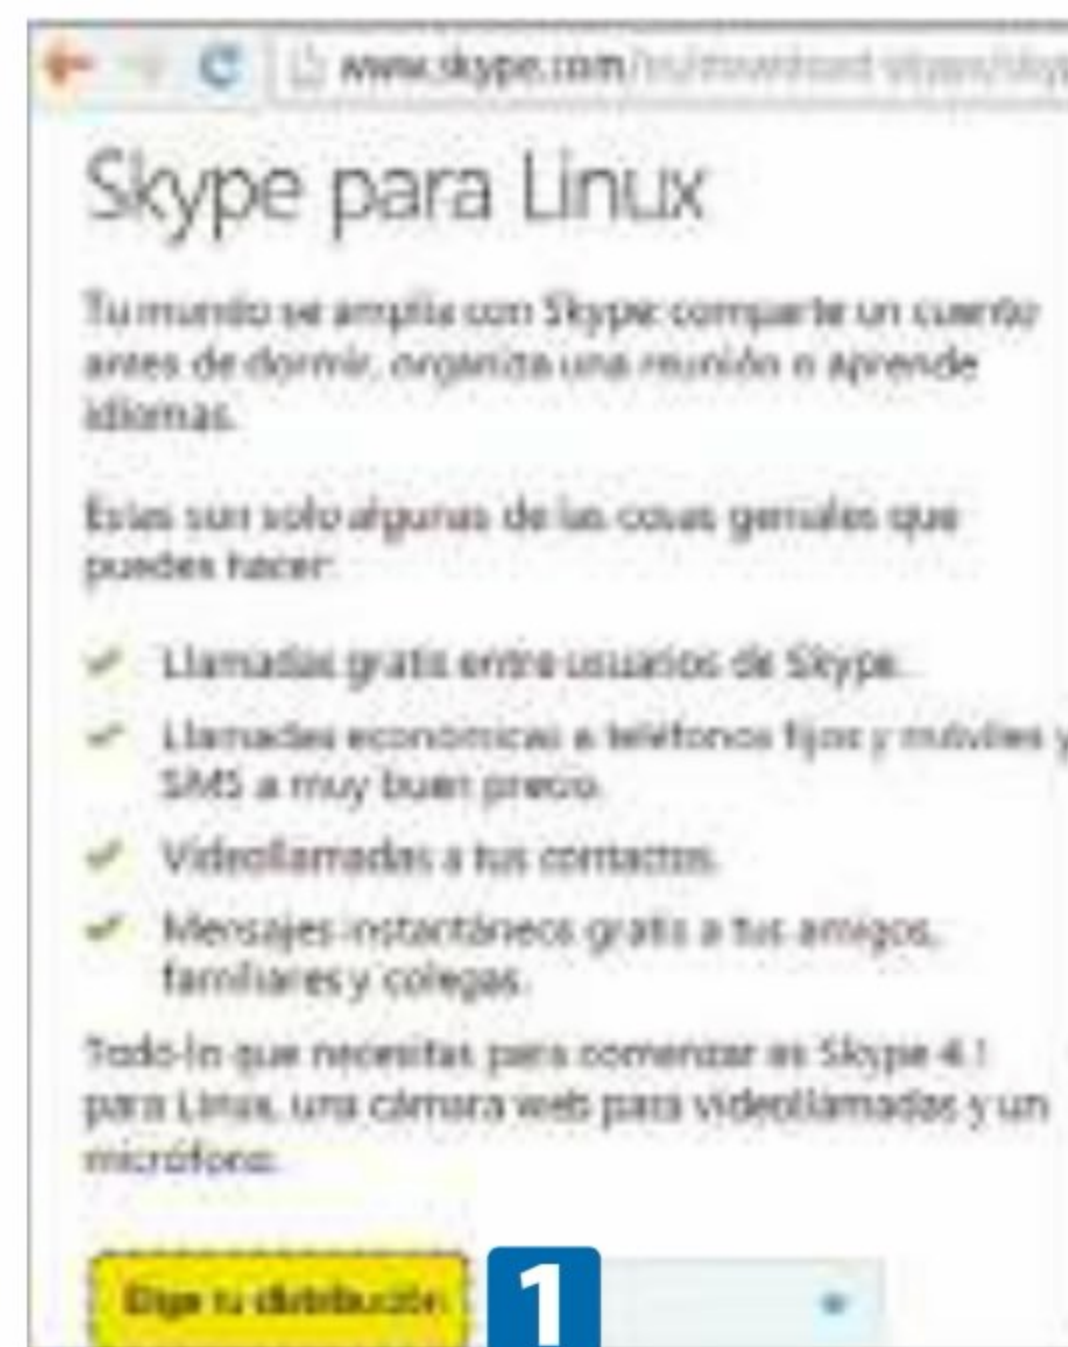 www.skype.com
Skype para Linux
Tu mundo se amplía con Skype: comparte un cuento
antes de dormir, organiza una reunión o aprende
idiomas.
Estas son solo algunas de las cosas geniales que
puedes hacer:
Llamadas gratis entre usuarios de Skype.
Llamadas económicas a teléfonos fijos y móviles y
SMS a muy buen precio.
Videollamadas a tus contactos.
Mensajes instantáneos gratis a tus amigos,
familiares y colegas.
Todo lo que necesitas para comenzar es Skype 4.1
para Linux, una cámara web para videollamadas y un
micrófono.
Elige tu distribución 1